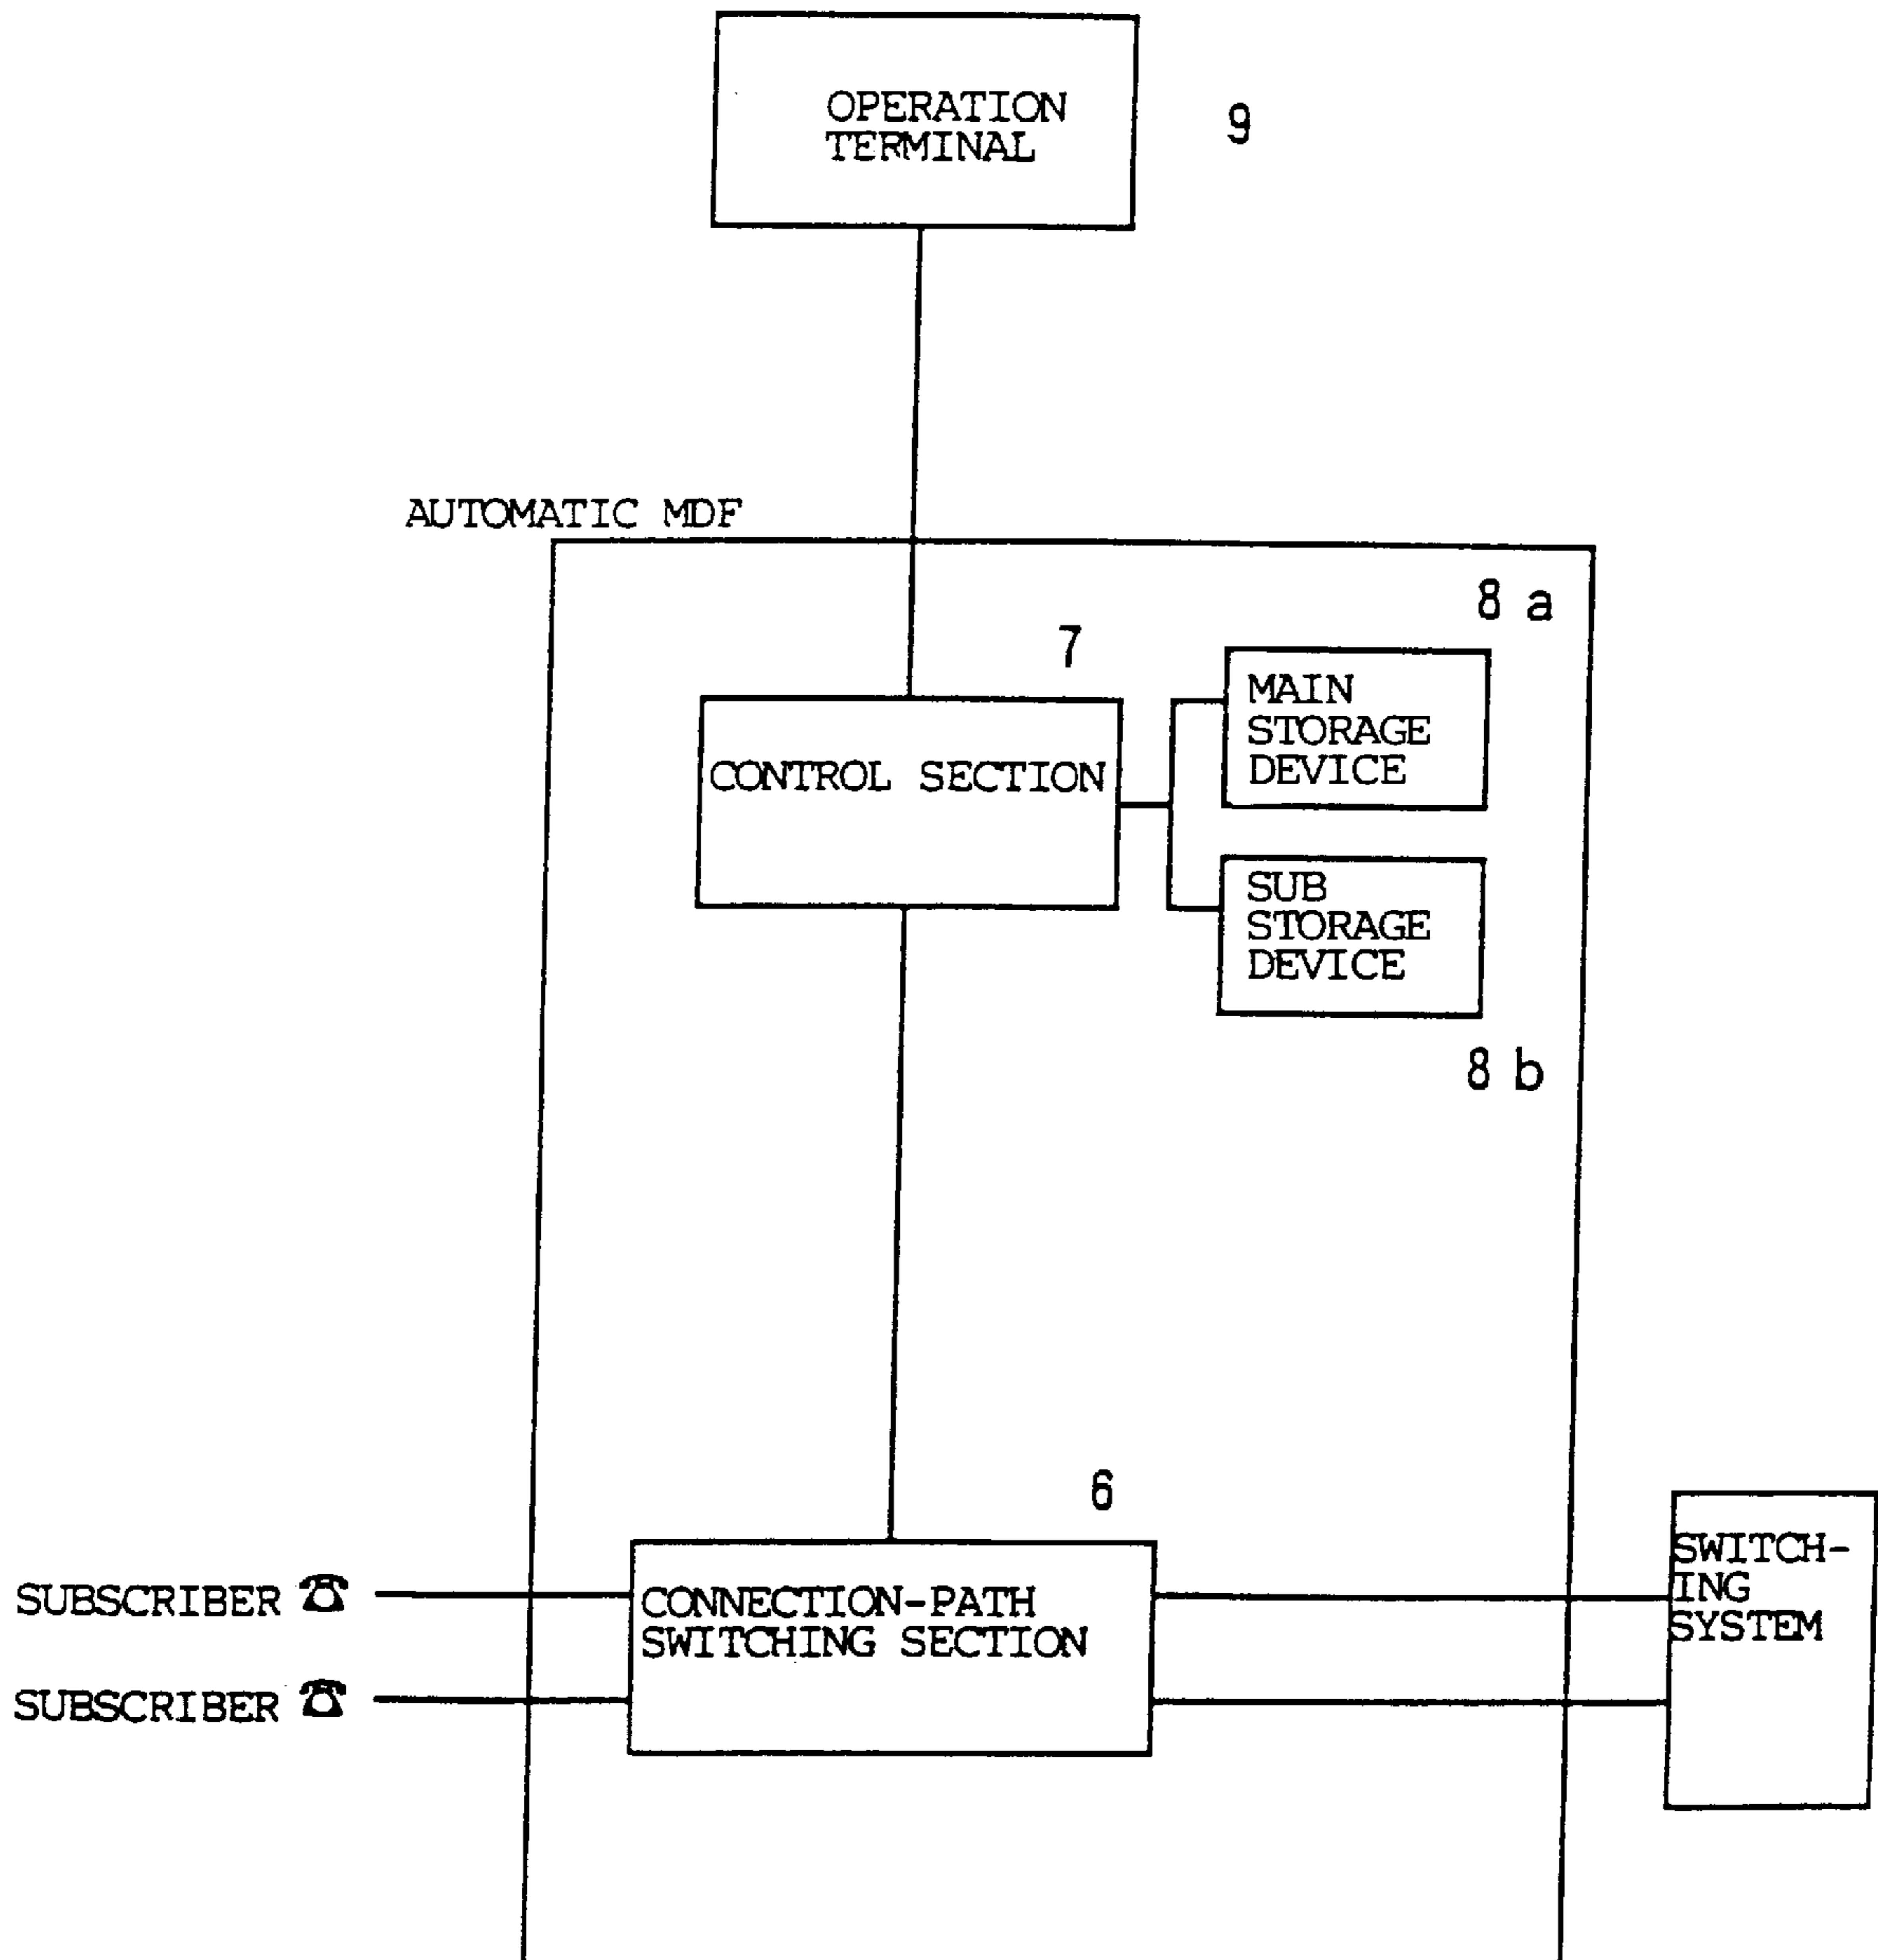 OPERATION
TERMINAL
9
AUTOMATIC MDF
8 a
7
MAIN
STORAGE
DEVICE
CONTROL SECTION
SUB
STORAGE
DEVICE
8 b
6
SWITCH-
ING
SYSTEM
SUBSCRIBER
CONNECTION-PATH
SWITCHING SECTION
SUBSCRIBER